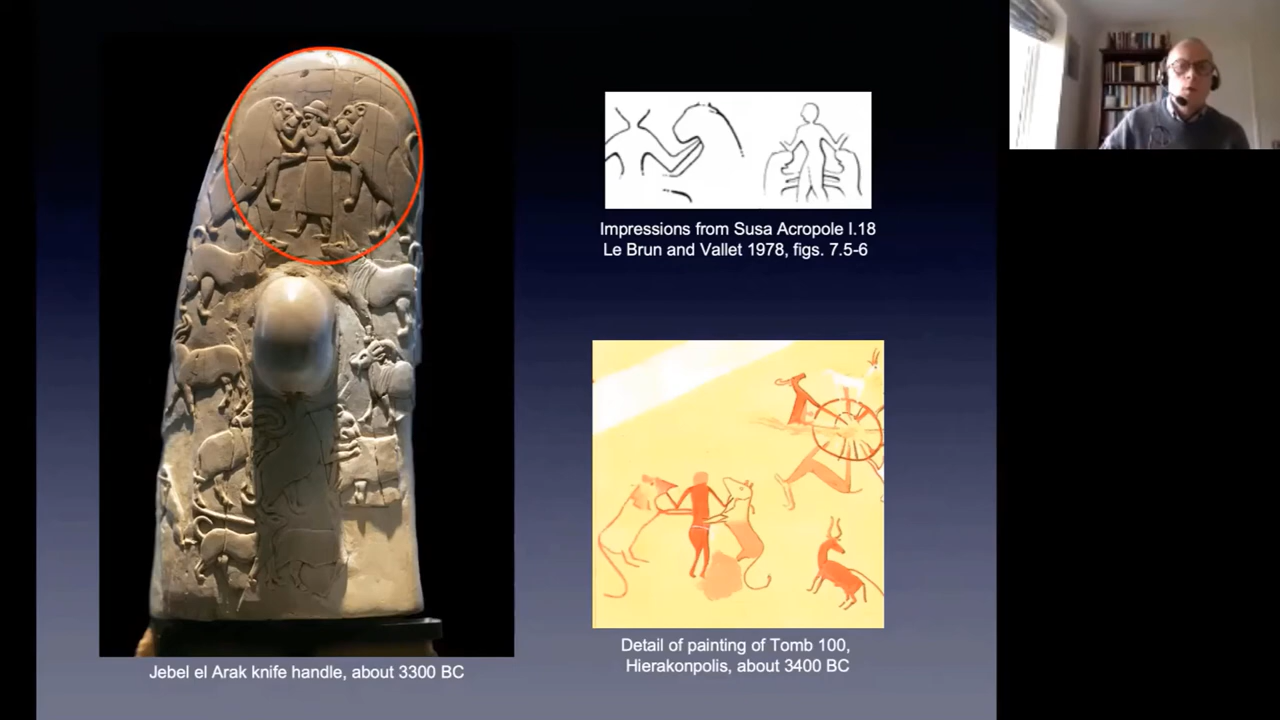 Impressions from Susa Acropole I.18
Le Brun and Vallet 1978, figs. 7.5-6
Detail of painting of Tomb 100,
Hierakonpolis, about 3400 BC
Jebel el Arak knife handle, about 3300 BC